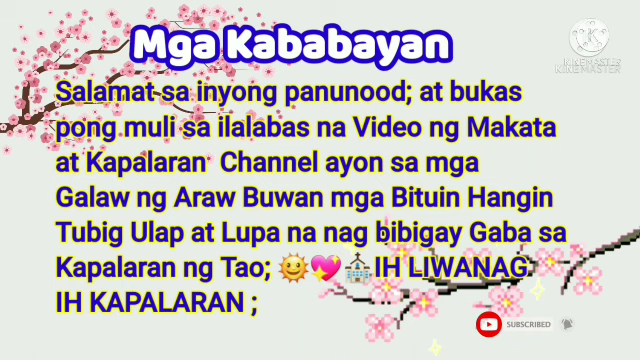 Mga Kababayan
KINEMASTER
KINEMASTER
Salamat sa inyong panunood; at bukas
pong muli sa ilalabas na Video ng Makata
at Kapalaran Channel ayon sa mga
Galaw ng Araw Buwan mga Bituin Hangin
Tubig Ulap at Lupa na nag bibigay Gaba sa
Kapalaran ng Tao; 🌞💖⛪IH LIWANAG.
IH KAPALARAN ;
SUBSCRIBED